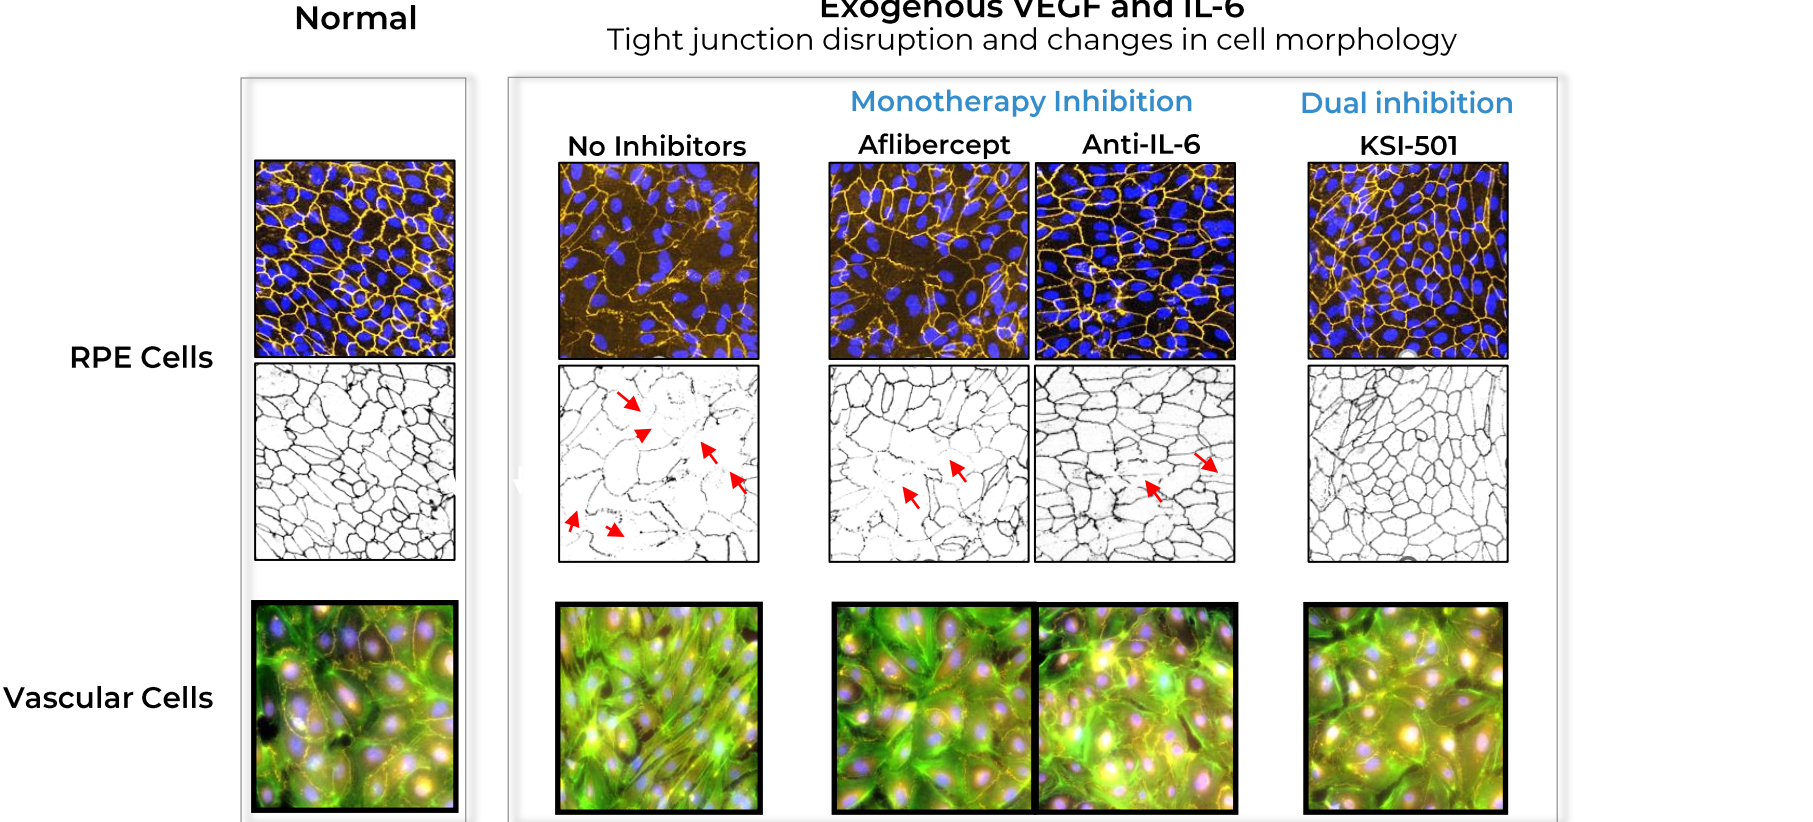 Normal
Exogenous VEGF and IL-6
Tight junction disruption and changes in cell morphology
Monotherapy Inhibition
Dual inhibition
No Inhibitors
Aflibercept
Anti-IL-6
KSI-501
RPE Cells
Vascular Cells